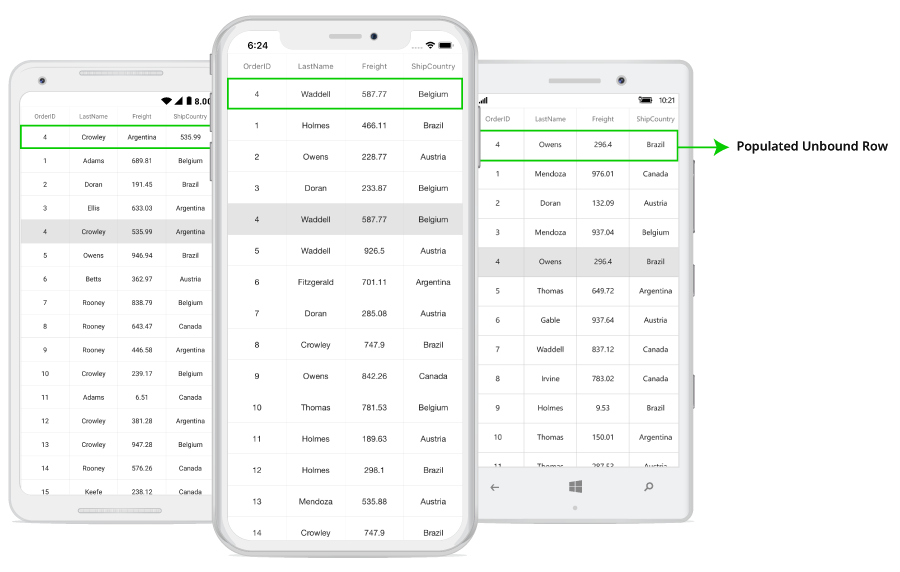 8.00
OrderID LastName Freight ShipCountry
4 Crowley Argentina 535.99
1 Adams 689.81 Belgium
2 Doran 191.45 Brazil
3 Ellis 633.03 Argentina
4 Crowley 535.99 Argentina
5 Owens 946.94 Brazil
6 Betts 362.97 Austria
7 Rooney 838.79 Belgium
8 Rooney 643.47 Canada
9 Rooney 446.58 Argentina
10 Crowley 239.17 Belgium
11 Adams 6.51 Canada
12 Crowley 381.28 Argentina
13 Crowley 947.28 Belgium
14 Rooney 576.26 Canada
15 Keefe 238.12 Canada
6:24
OrderID LastName Freight ShipCountry
4 Waddell 587.77 Belgium
1 Holmes 466.11 Brazil
2 Owens 228.77 Austria
3 Doran 233.87 Belgium
4 Waddell 587.77 Belgium
5 Waddell 926.5 Austria
6 Fitzgerald 701.11 Argentina
7 Doran 285.08 Austria
8 Crowley 747.9 Brazil
9 Owens 842.26 Canada
10 Thomas 781.53 Belgium
11 Holmes 189.63 Austria
12 Holmes 298.1 Brazil
13 Mendoza 535.88 Austria
14 Crowley 747.9 Brazil
10:21
OrderID LastName Freight ShipCountry
4 Owens 296.4 Brazil
1 Mendoza 976.01 Canada
2 Doran 132.09 Austria
3 Mendoza 937.04 Belgium
4 Owens 296.4 Brazil
5 Thomas 649.72 Argentina
6 Gable 937.64 Austria
7 Waddell 837.12 Canada
8 Irvine 783.02 Canada
9 Holmes 9.53 Brazil
10 Thomas 150.01 Argentina
11 Thomas 287.53 Austria
Populated Unbound Row